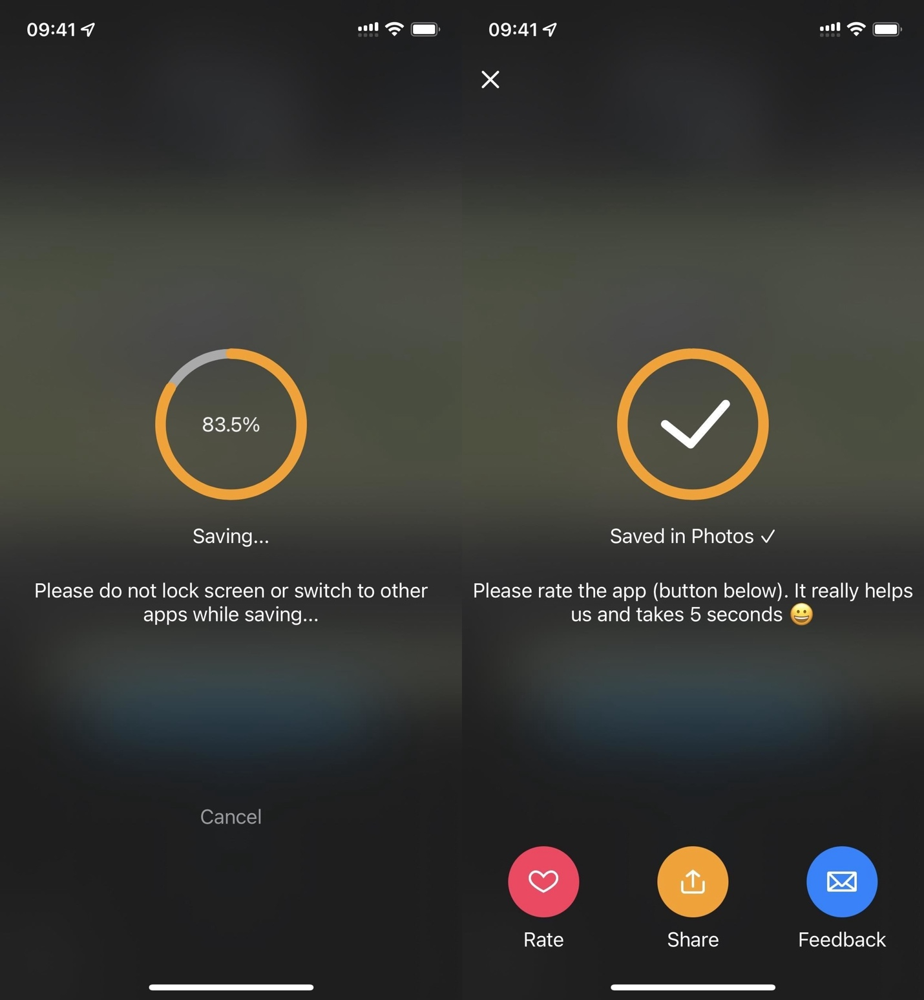 09:41
83.5%
Saving...
Please do not lock screen or switch to other
apps while saving...
Cancel
09:41
Saved in Photos ✓
Please rate the app (button below). It really helps
us and takes 5 seconds 😀
Rate
Share
Feedback